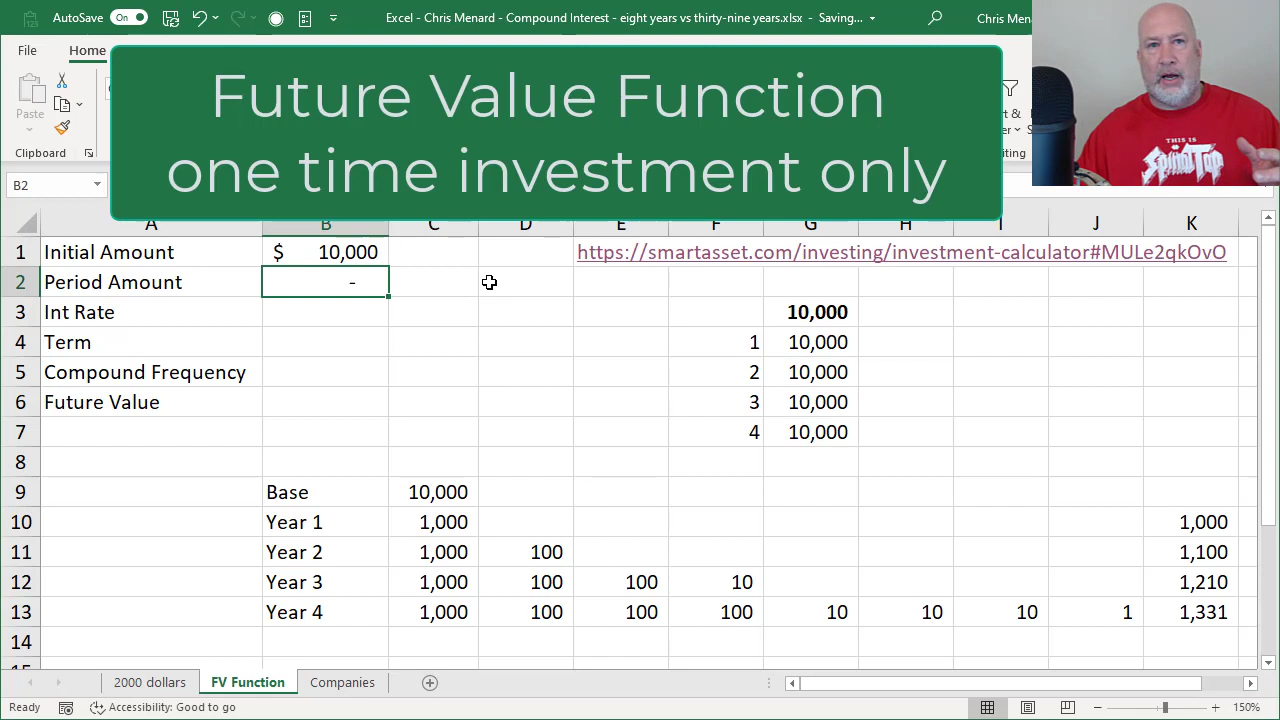 AutoSave On Excel - Chris Menard - Compound Interest - eight years vs thirty-nine years.xlsx - Saving... Chris Mena
File Home
Future Value Function
one time investment only
Paste
Clipboard
THIS IS
SPINAL TAP
B2
A B C D E F G H I J K
1 Initial Amount $ 10,000 https://smartasset.com/investing/investment-calculator#MULe2qkOvO
2 Period Amount -
3 Int Rate 10,000
4 Term 1 10,000
5 Compound Frequency 2 10,000
6 Future Value 3 10,000
7 4 10,000
8
9 Base 10,000
10 Year 1 1,000 1,000
11 Year 2 1,000 100 1,100
12 Year 3 1,000 100 100 10 1,210
13 Year 4 1,000 100 100 100 10 10 10 1 1,331
14
2000 dollars FV Function Companies
Ready Accessibility: Good to go 150%